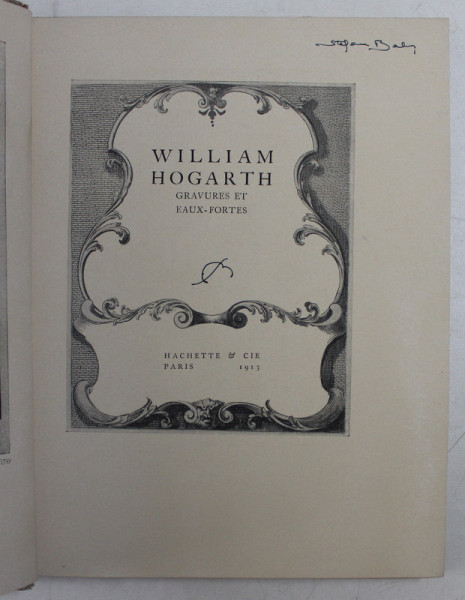 WILLIAM
HOGARTH
GRAVURES ET
EAUX-FORTES
HACHETTE & CIE
PARIS 1913